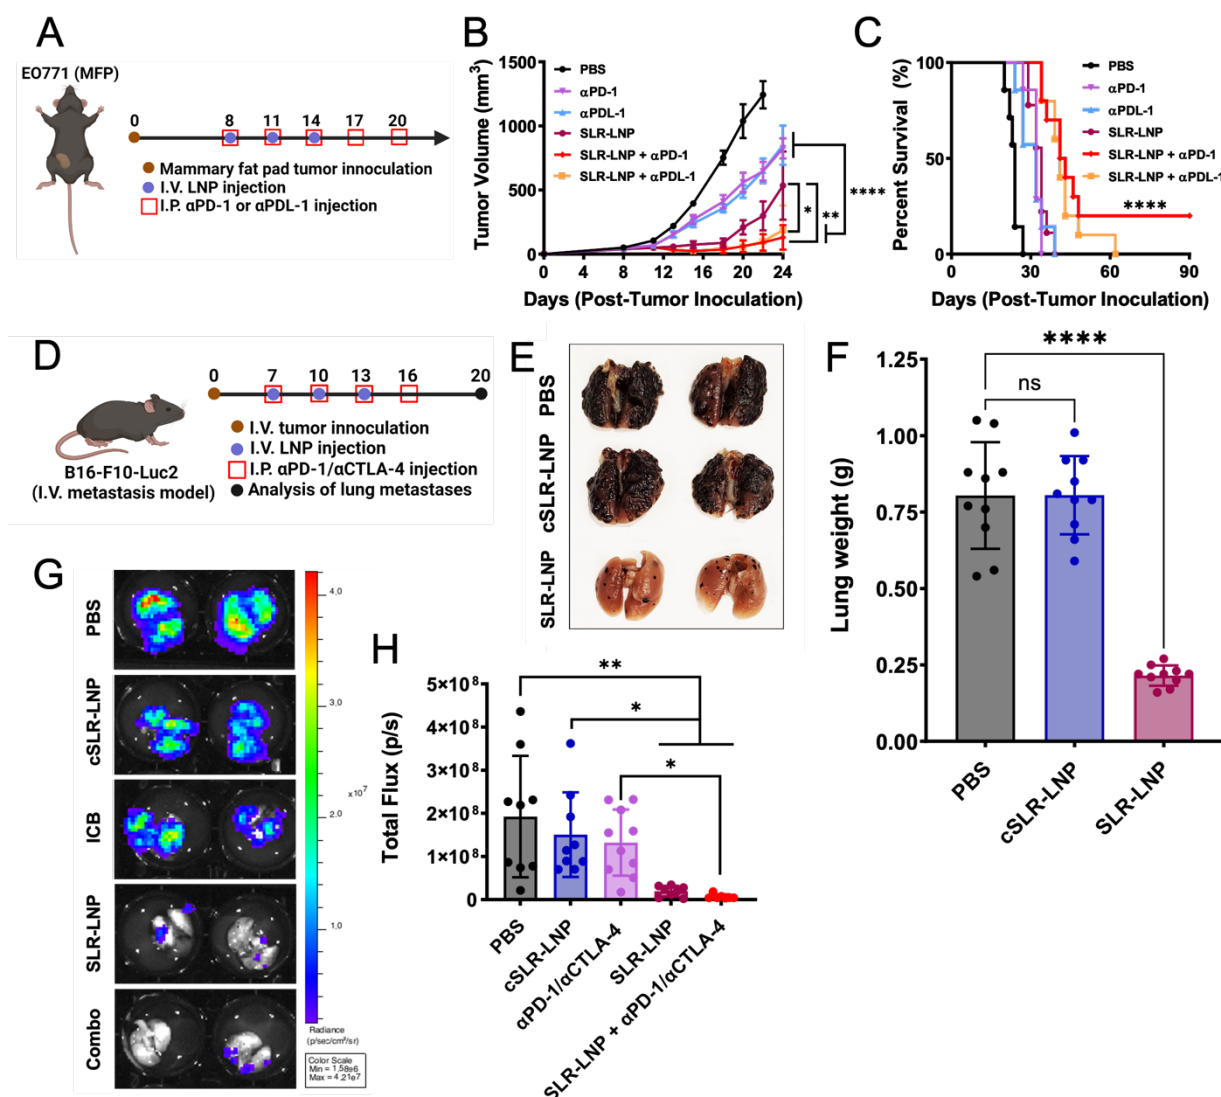 A
EO771 (MFP)
0 8 11 14 17 20
Mammary fat pad tumor innoculation
I.V. LNP injection
I.P. αPD-1 or αPDL-1 injection
B
Tumor Volume (mm³)
1500
1000
500
0
0 4 8 12 16 20 24
Days (Post-Tumor Inoculation)
PBS
αPD-1
αPDL-1
SLR-LNP
SLR-LNP + αPD-1
SLR-LNP + αPDL-1
*
**
****
C
Percent Survival (%)
100
50
0
0 30 60 90
Days (Post-Tumor Inoculation)
PBS
αPD-1
αPDL-1
SLR-LNP
SLR-LNP + αPD-1
SLR-LNP + αPDL-1
****
D
B16-F10-Luc2
(I.V. metastasis model)
0 7 10 13 16 20
I.V. tumor innoculation
I.V. LNP injection
I.P. αPD-1/αCTLA-4 injection
Analysis of lung metastases
E
PBS
cSLR-LNP
SLR-LNP
F
Lung weight (g)
1.25
1.00
0.75
0.50
0.25
0.00
****
ns
PBS
cSLR-LNP
SLR-LNP
G
PBS
cSLR-LNP
ICB
SLR-LNP
Combo
4,0
3,0
2,0
x10⁷
1,0
Radiance
(p/sec/cm²/sr)
Color Scale
Min = 1,58e6
Max = 4,21e7
H
Total Flux (p/s)
5×10⁸
4×10⁸
3×10⁸
2×10⁸
1×10⁸
0
**
*
*
PBS
cSLR-LNP
αPD-1/αCTLA-4
SLR-LNP
SLR-LNP + αPD-1/αCTLA-4